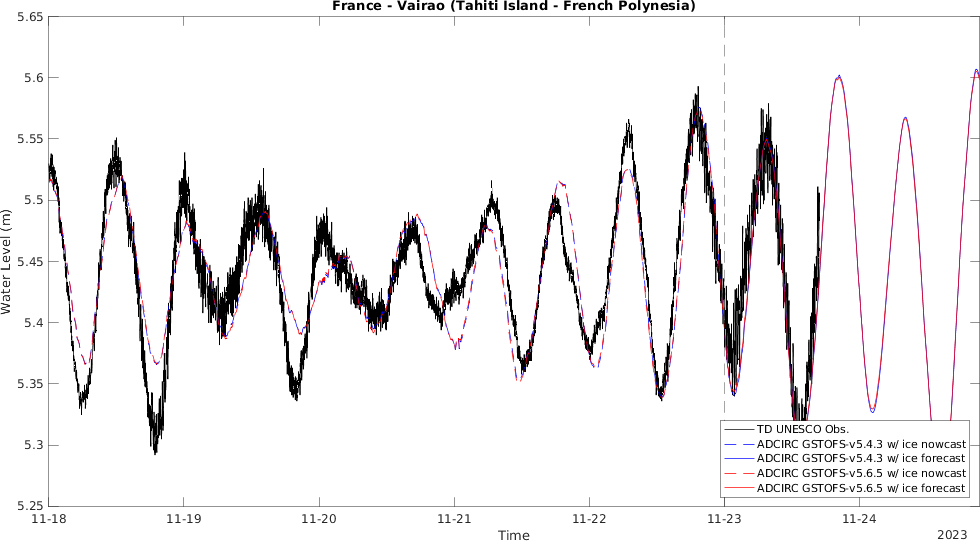 France - Vairao (Tahiti Island - French Polynesia)
5.65
5.6
5.55
5.5
5.45
5.4
5.35
5.3
5.25
Water Level (m)
TD UNESCO Obs.
ADCIRC GSTOFS-v5.4.3 w/ ice nowcast
ADCIRC GSTOFS-v5.4.3 w/ ice forecast
ADCIRC GSTOFS-v5.6.5 w/ ice nowcast
ADCIRC GSTOFS-v5.6.5 w/ ice forecast
11-18 11-19 11-20 11-21 11-22 11-23 11-24
Time
2023